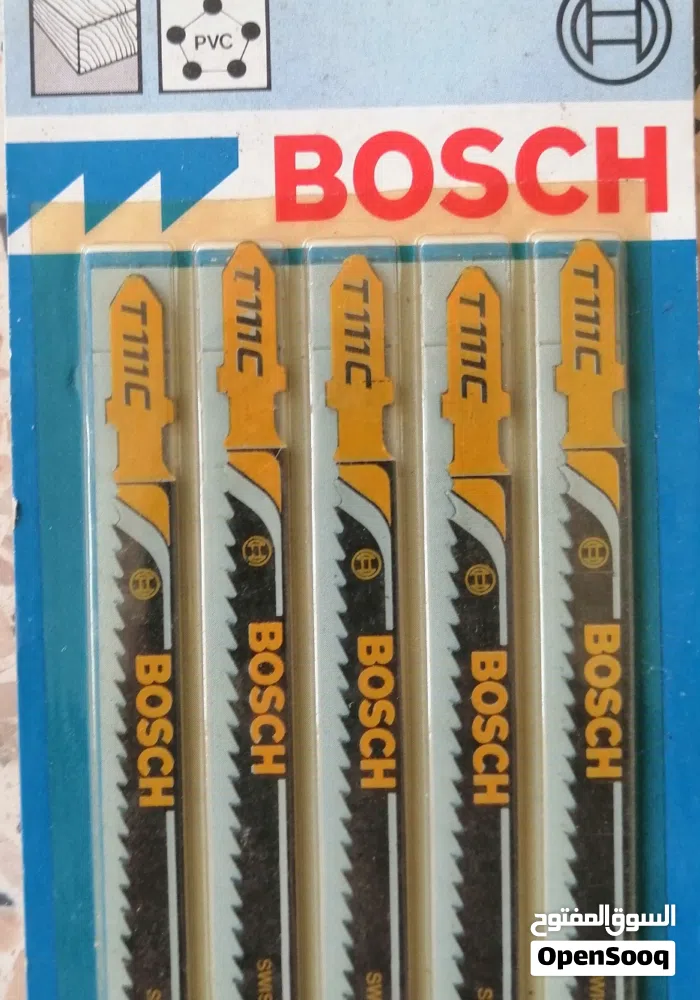 PVC
BOSCH
T111C
T111C
T111C
T111C
T111C
BOSCH
BOSCH
BOSCH
BOSCH
BOSCH
السوق المفتوح
OpenSooq